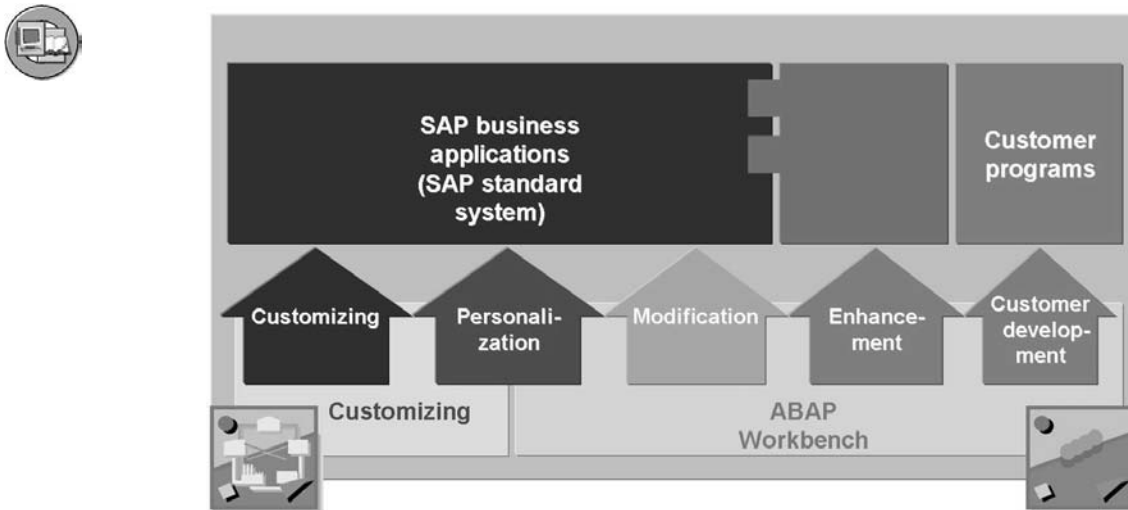 SAP business
applications
(SAP standard
system)
Customer
programs
Customizing
Personali-
zation
Modification
Enhance-
ment
Customer
develop-
ment
Customizing
ABAP
Workbench